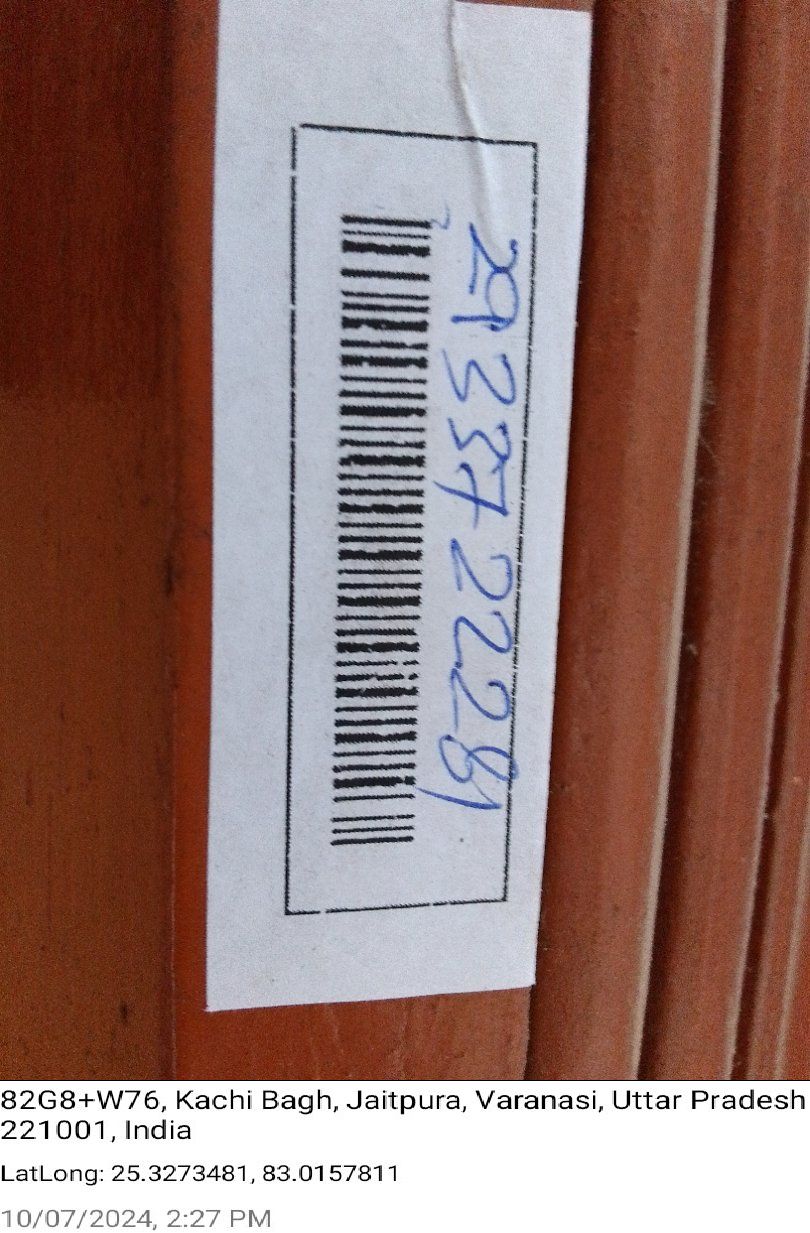 293372281
82G8+W76, Kachi Bagh, Jaitpura, Varanasi, Uttar Pradesh
221001, India
LatLong: 25.3273481, 83.0157811
10/07/2024, 2:27 PM